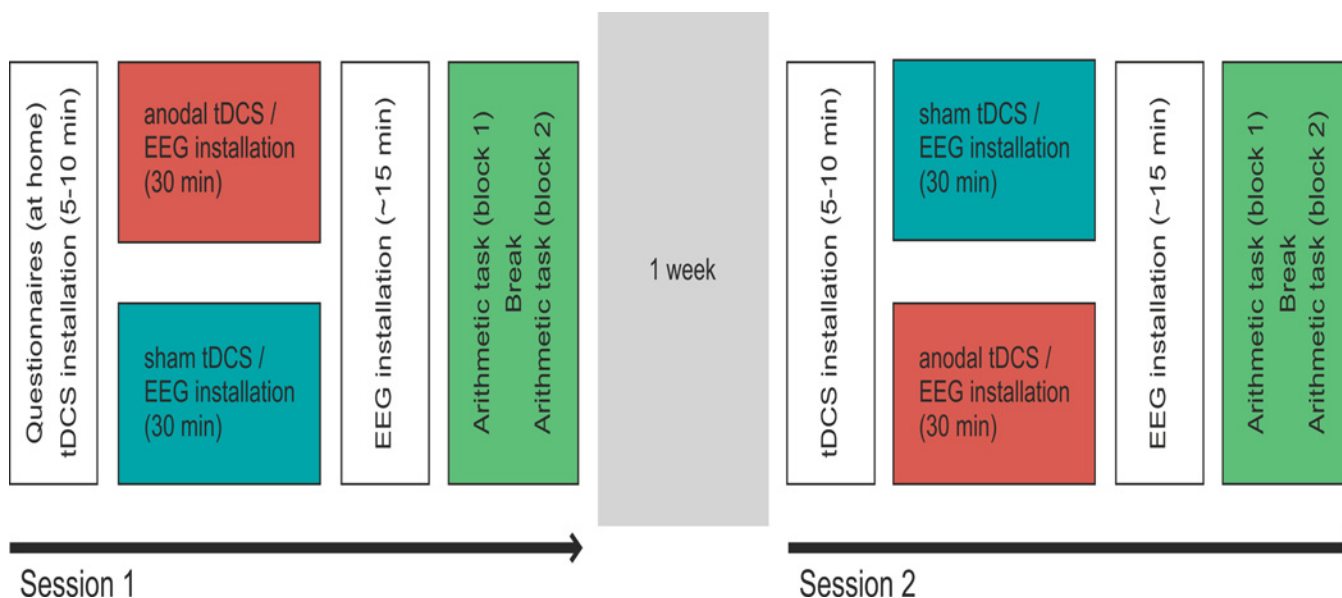 Questionnaires (at home)
tDCS installation (5-10 min)
anodal tDCS /
EEG installation
(30 min)
sham tDCS /
EEG installation
(30 min)
EEG installation (~15 min)
Arithmetic task (block 1)
Break
Arithmetic task (block 2)
1 week
tDCS installation (5-10 min)
sham tDCS /
EEG installation
(30 min)
anodal tDCS /
EEG installation
(30 min)
EEG installation (~15 min)
Arithmetic task (block 1)
Break
Arithmetic task (block 2)
Session 1
Session 2